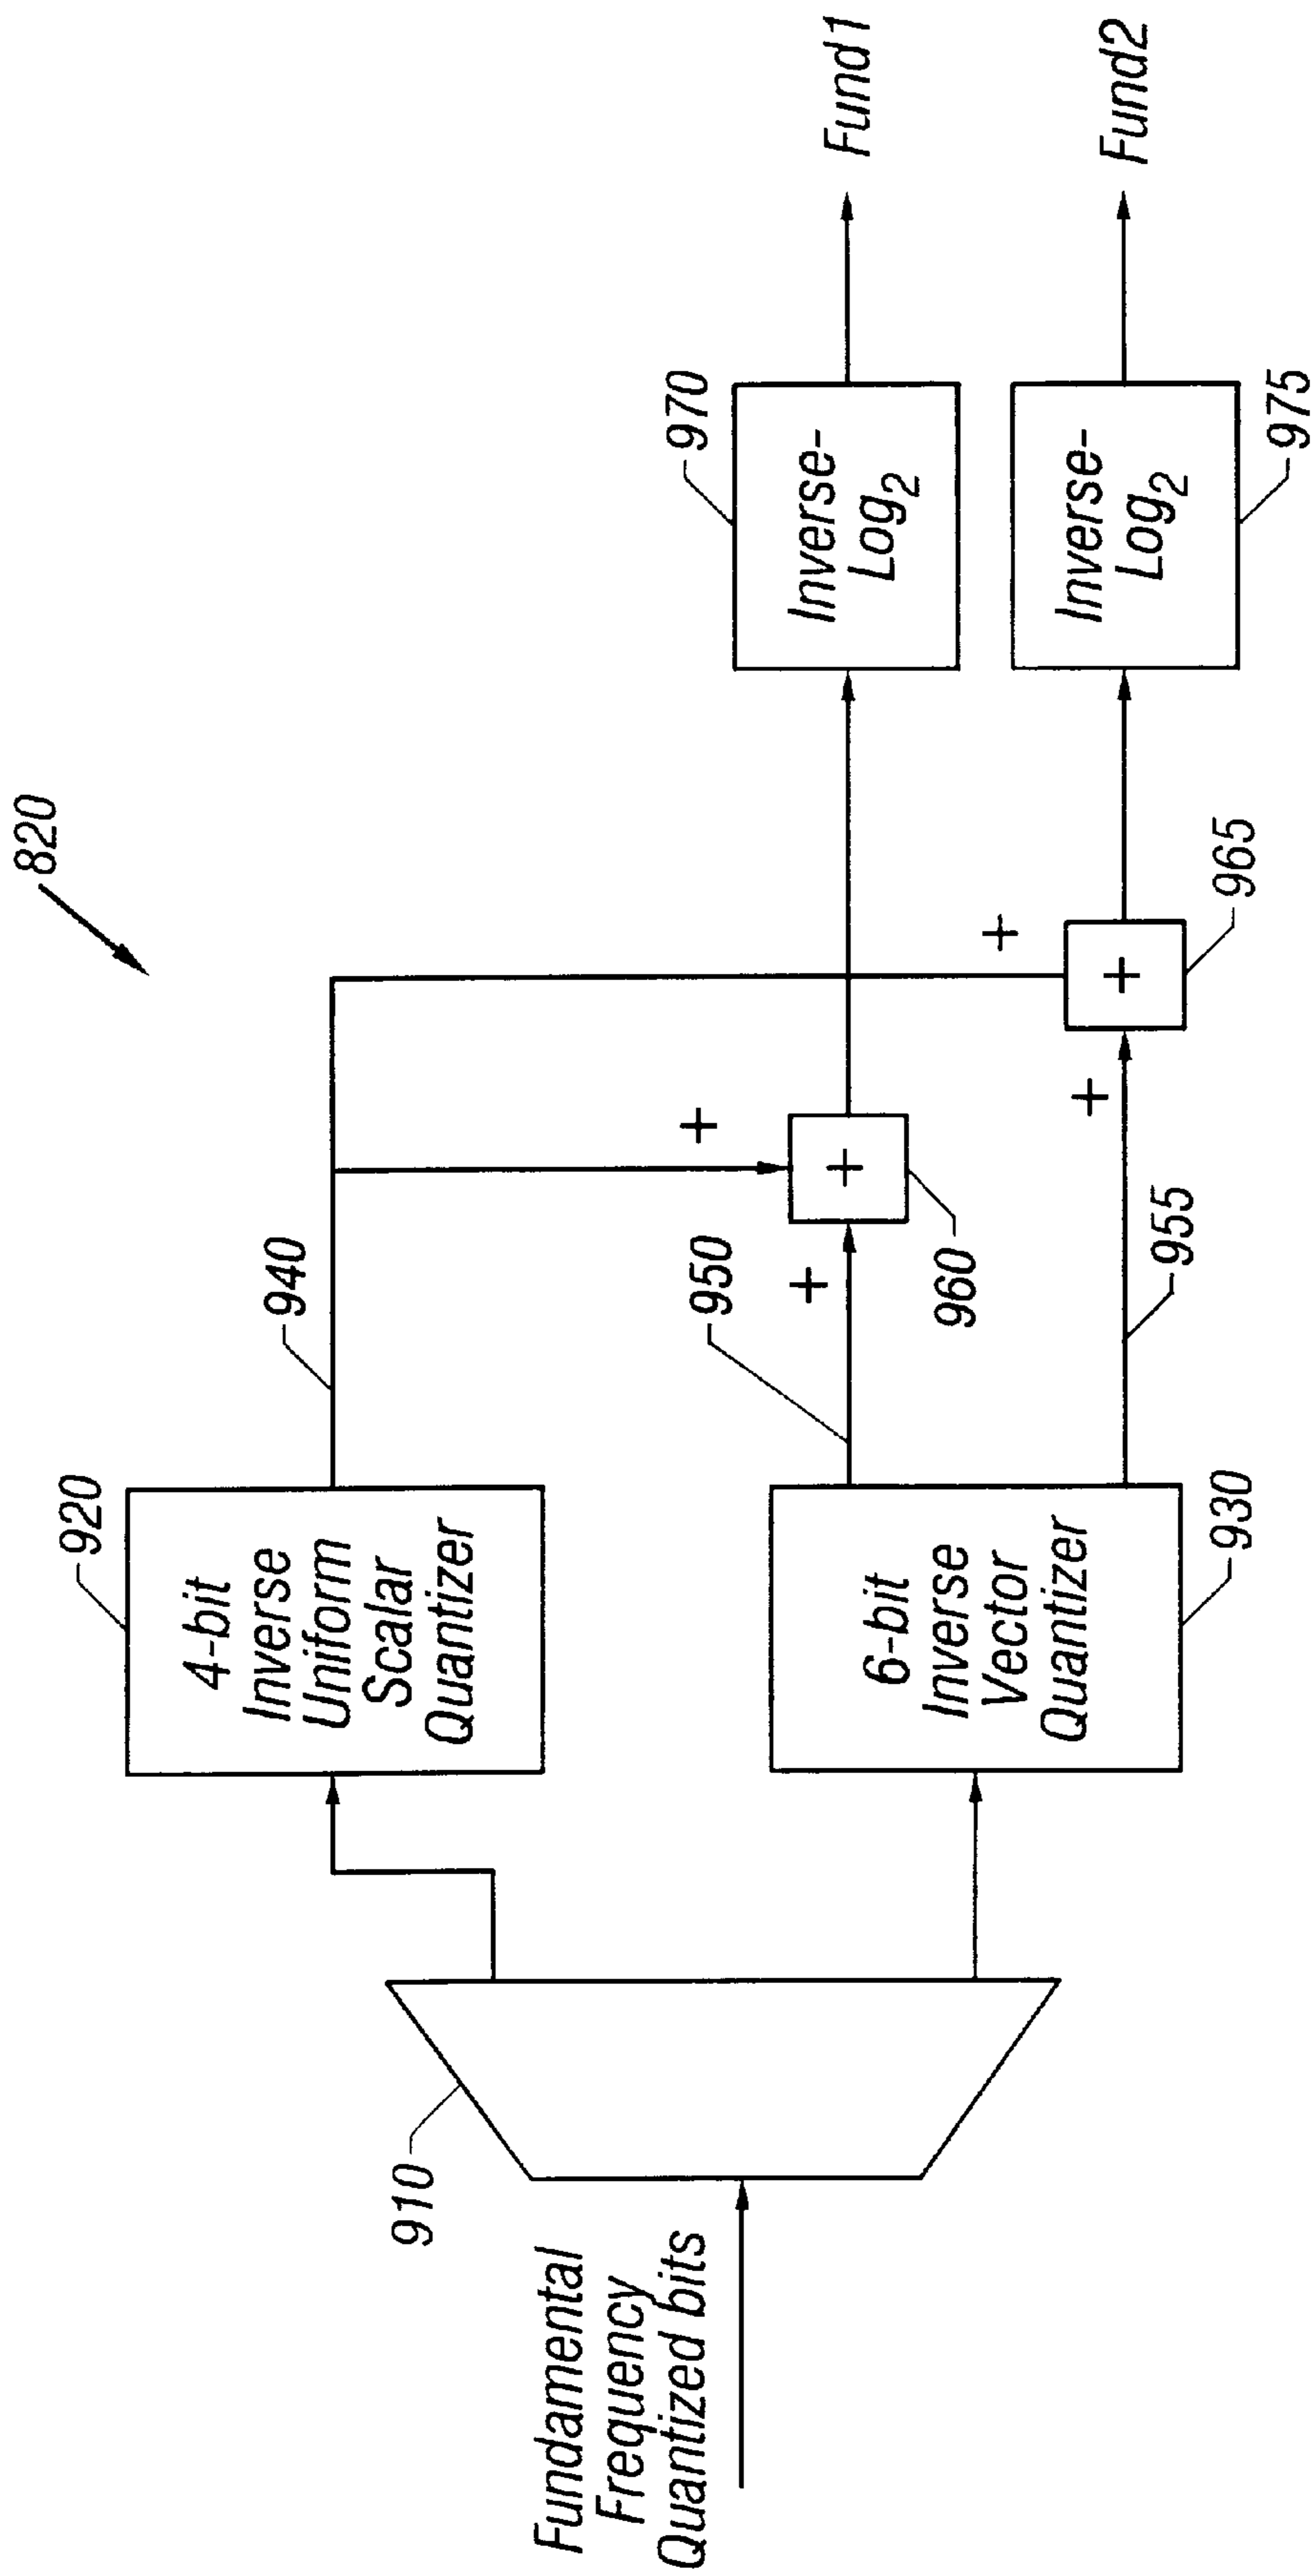 820
Fundamental
Frequency
Quantized bits
910
920
4-bit
Inverse
Uniform
Scalar
Quantizer
940
930
6-bit
Inverse
Vector
Quantizer
950
955
+
+
+
960
+
+
+
965
970
Inverse-
Log2
Fund1
975
Inverse-
Log2
Fund2